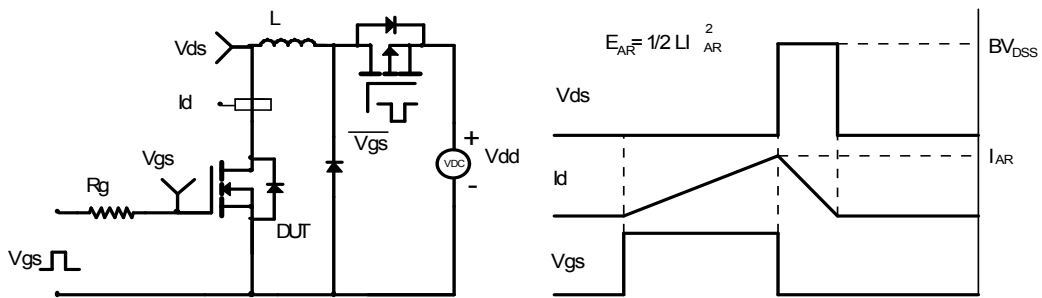 L
Vds
Id
Vgs
Vgs
+
VDC
Vdd
-
Rg
DUT
Vgs
E_AR= 1/2 LI²_AR
BV_DSS
Vds
I_AR
Id
Vgs